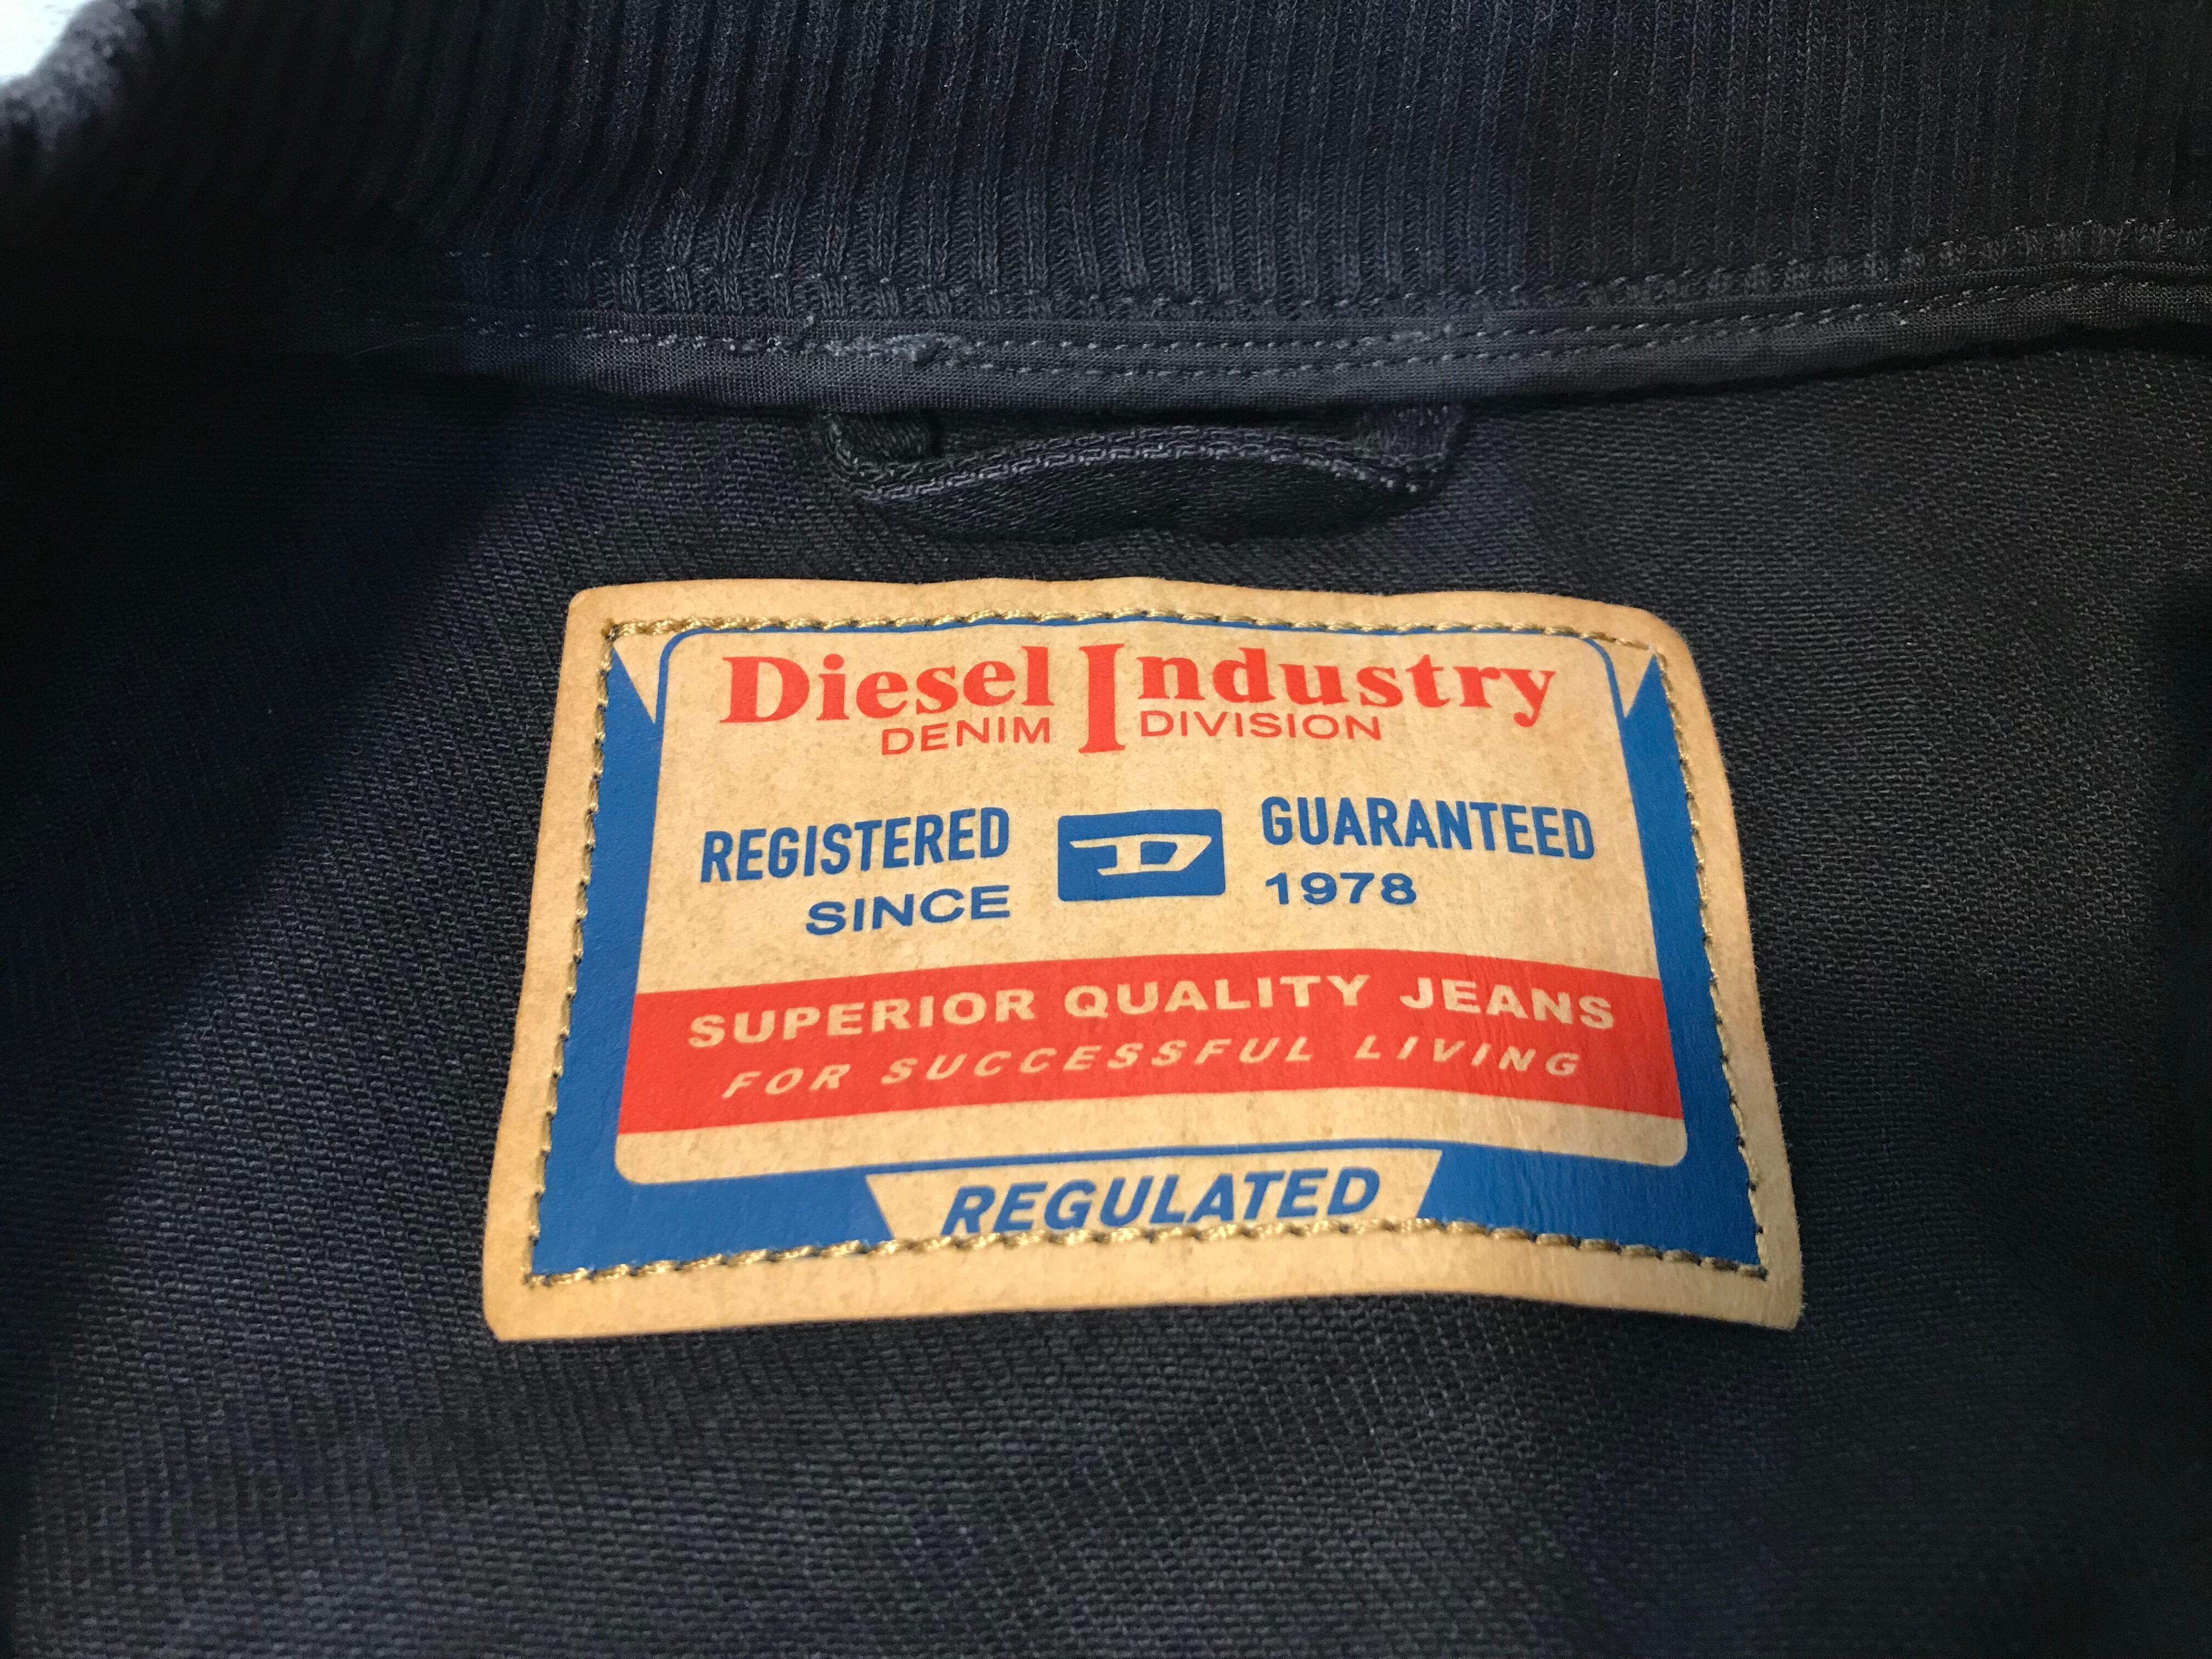 Diesel Industry
DENIM DIVISION
REGISTERED D GUARANTEED
SINCE 1978
SUPERIOR QUALITY JEANS
FOR SUCCESSFUL LIVING
REGULATED